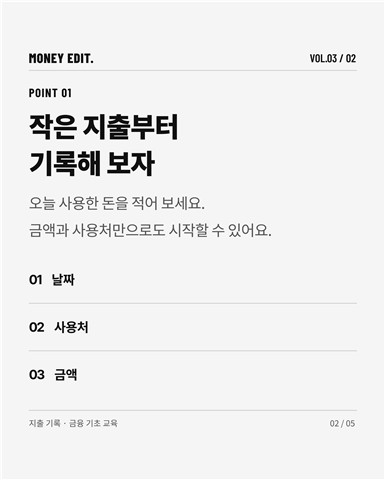 MONEY EDIT.
VOL.03 / 02
POINT 01
작은 지출부터
기록해 보자
오늘 사용한 돈을 적어 보세요.
금액과 사용처만으로도 시작할 수 있어요.
01 날짜
02 사용처
03 금액
지출 기록 · 금융 기초 교육
02 / 05